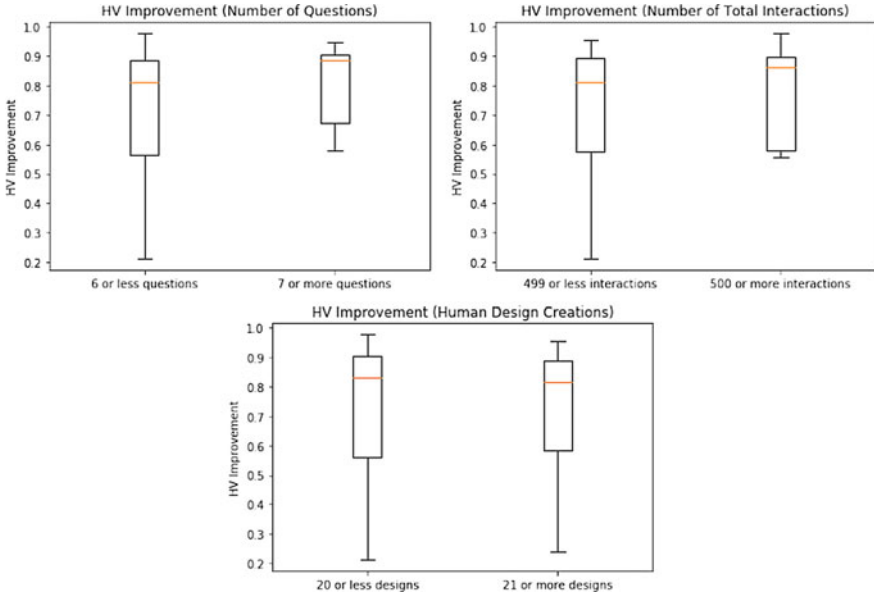 HV Improvement (Number of Questions)
HV Improvement
1.0
0.9
0.8
0.7
0.6
0.5
0.4
0.3
0.2
6 or less questions
7 or more questions
HV Improvement (Number of Total Interactions)
HV Improvement
1.0
0.9
0.8
0.7
0.6
0.5
0.4
0.3
0.2
499 or less interactions
500 or more interactions
HV Improvement (Human Design Creations)
HV Improvement
1.0
0.9
0.8
0.7
0.6
0.5
0.4
0.3
0.2
20 or less designs
21 or more designs